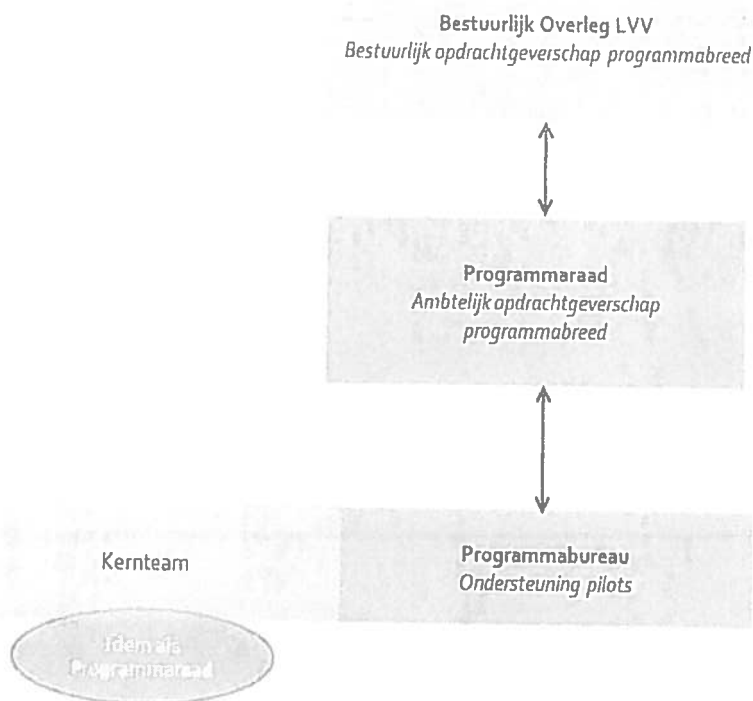 Bestuurlijk Overleg LVV
Bestuurlijk opdrachtgeverschap programmabreed
Programmaraad
Ambtelijk opdrachtgeverschap
programmabreed
Kernteam
Programmabureau
Ondersteuning pilots
Idem als
Programmaraad